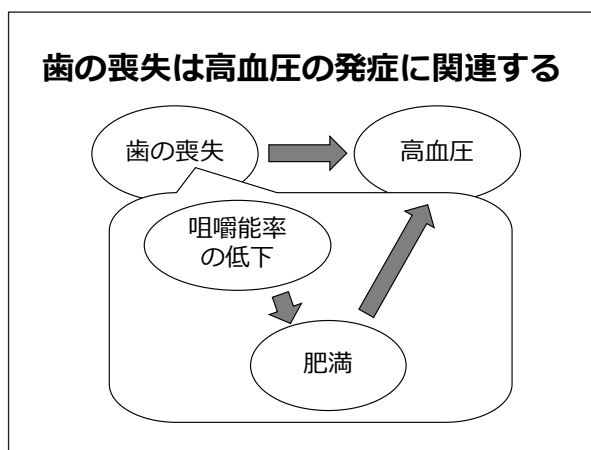 歯の喪失は高血圧の発症に関連する
歯の喪失
高血圧
咀嚼能率
の低下
肥満